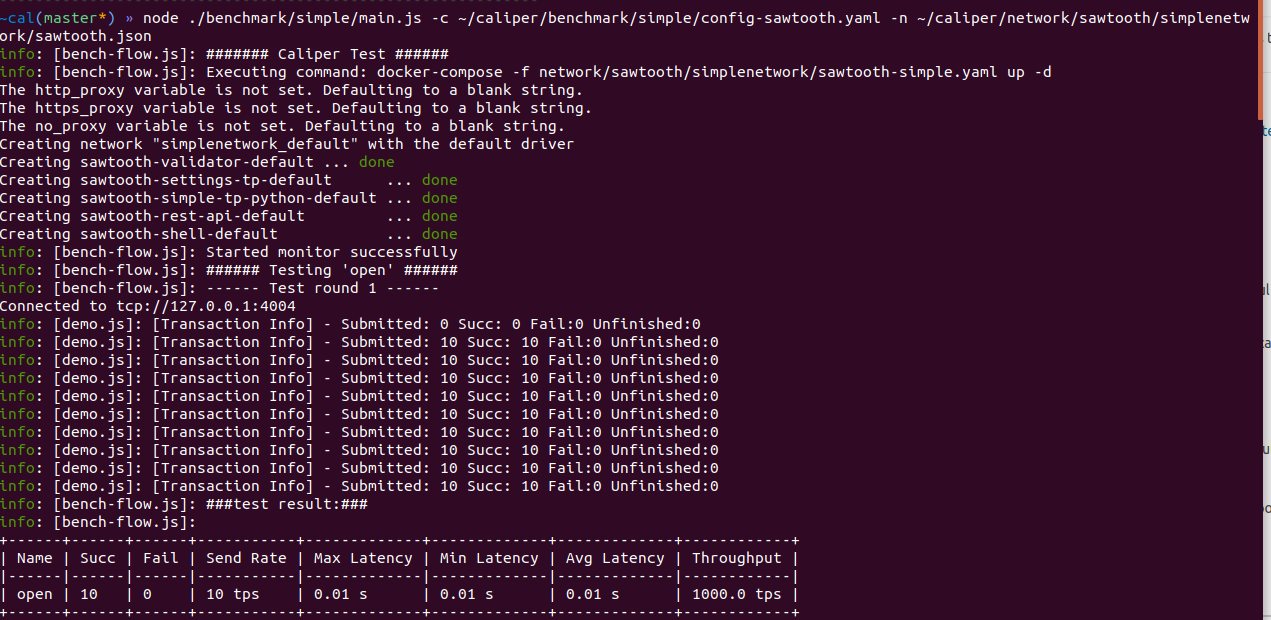 ~cal(master*) » node ./benchmark/simple/main.js -c ~/caliper/benchmark/simple/config-sawtooth.yaml -n ~/caliper/network/sawtooth/simplenetw
ork/sawtooth.json
info: [bench-flow.js]: ####### Caliper Test ######
info: [bench-flow.js]: Executing command: docker-compose -f network/sawtooth/simplenetwork/sawtooth-simple.yaml up -d
The http_proxy variable is not set. Defaulting to a blank string.
The https_proxy variable is not set. Defaulting to a blank string.
The no_proxy variable is not set. Defaulting to a blank string.
Creating network "simplenetwork_default" with the default driver
Creating sawtooth-validator-default ... done
Creating sawtooth-settings-tp-default      ... done
Creating sawtooth-simple-tp-python-default ... done
Creating sawtooth-rest-api-default         ... done
Creating sawtooth-shell-default            ... done
info: [bench-flow.js]: Started monitor successfully
info: [bench-flow.js]: ###### Testing 'open' ######
info: [bench-flow.js]: ------ Test round 1 ------
Connected to tcp://127.0.0.1:4004
info: [demo.js]: [Transaction Info] - Submitted: 0 Succ: 0 Fail:0 Unfinished:0
info: [demo.js]: [Transaction Info] - Submitted: 10 Succ: 10 Fail:0 Unfinished:0
info: [demo.js]: [Transaction Info] - Submitted: 10 Succ: 10 Fail:0 Unfinished:0
info: [demo.js]: [Transaction Info] - Submitted: 10 Succ: 10 Fail:0 Unfinished:0
info: [demo.js]: [Transaction Info] - Submitted: 10 Succ: 10 Fail:0 Unfinished:0
info: [demo.js]: [Transaction Info] - Submitted: 10 Succ: 10 Fail:0 Unfinished:0
info: [demo.js]: [Transaction Info] - Submitted: 10 Succ: 10 Fail:0 Unfinished:0
info: [demo.js]: [Transaction Info] - Submitted: 10 Succ: 10 Fail:0 Unfinished:0
info: [demo.js]: [Transaction Info] - Submitted: 10 Succ: 10 Fail:0 Unfinished:0
info: [demo.js]: [Transaction Info] - Submitted: 10 Succ: 10 Fail:0 Unfinished:0
info: [bench-flow.js]: ###test result:###
info: [bench-flow.js]:
+------+------+------+-----------+-------------+-------------+-------------+------------+
| Name | Succ | Fail | Send Rate | Max Latency | Min Latency | Avg Latency | Throughput |
|------|------|------|-----------|-------------|-------------|-------------|------------|
| open | 10   | 0    | 10 tps    | 0.01 s      | 0.01 s      | 0.01 s      | 1000.0 tps |
+------+------+------+-----------+-------------+-------------+-------------+------------+